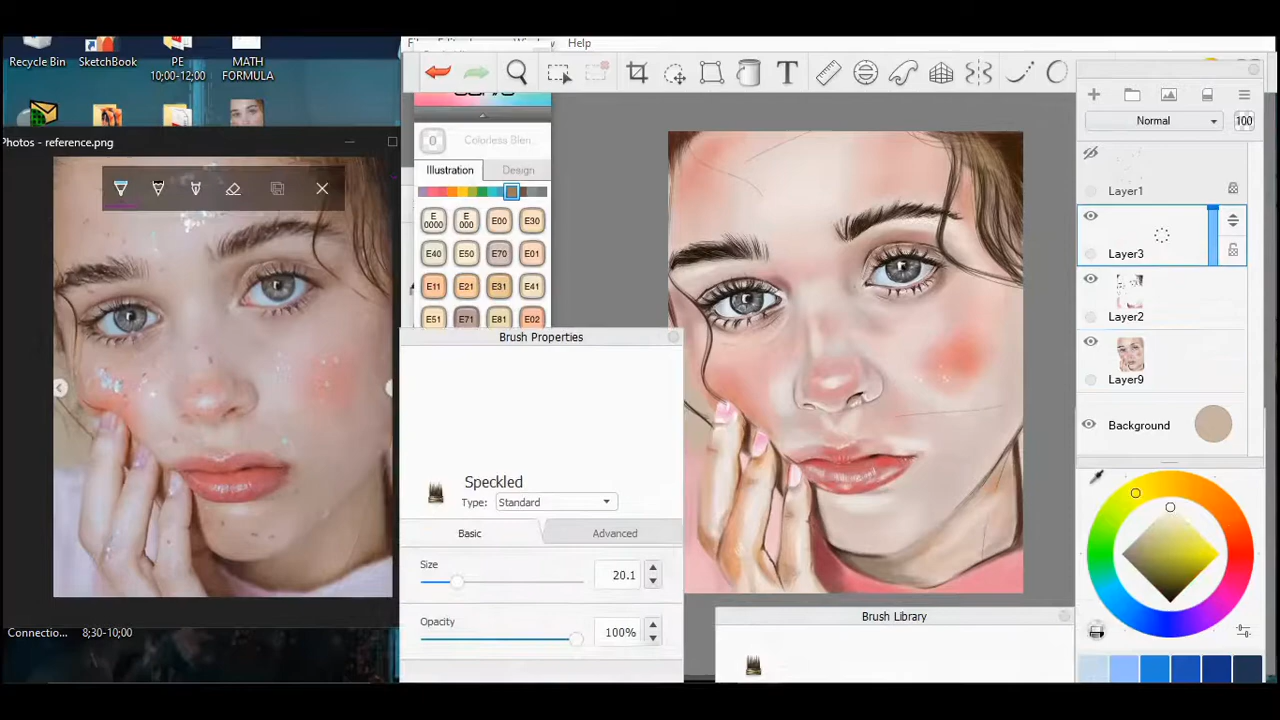 Recycle Bin
SketchBook
PE
10;00-12;00
MATH
FORMULA
Photos - reference.png
Connectio...
8;30-10;00
Help
T
0
Colorless Blen
Illustration
Design
E
0000
E
000
E00
E30
E40
E50
E70
E01
E11
E21
E31
E41
E51
E71
E81
E02
Brush Properties
Speckled
Type:
Standard
Basic
Advanced
Size
20.1
Opacity
100%
Brush Library
Normal
100
Layer1
Layer3
Layer2
Layer9
Background